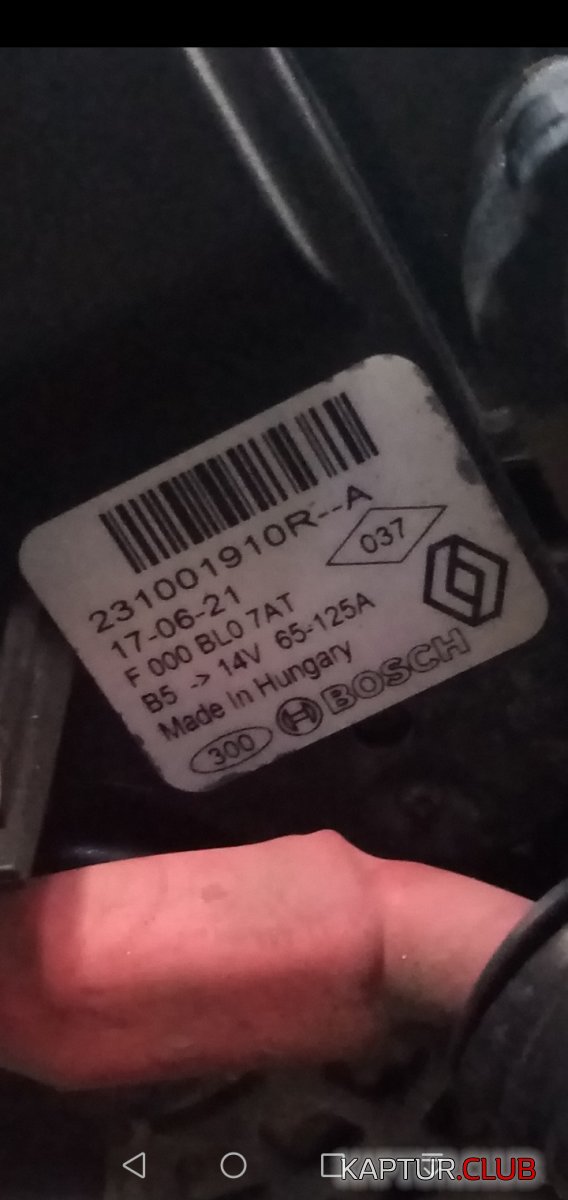 231001910R--A
17-06-21
037
F 000 BL0 7AT
B5 -> 14V 65-125A
Made In Hungary
300 BOSCH
KAPTUR.CLUB